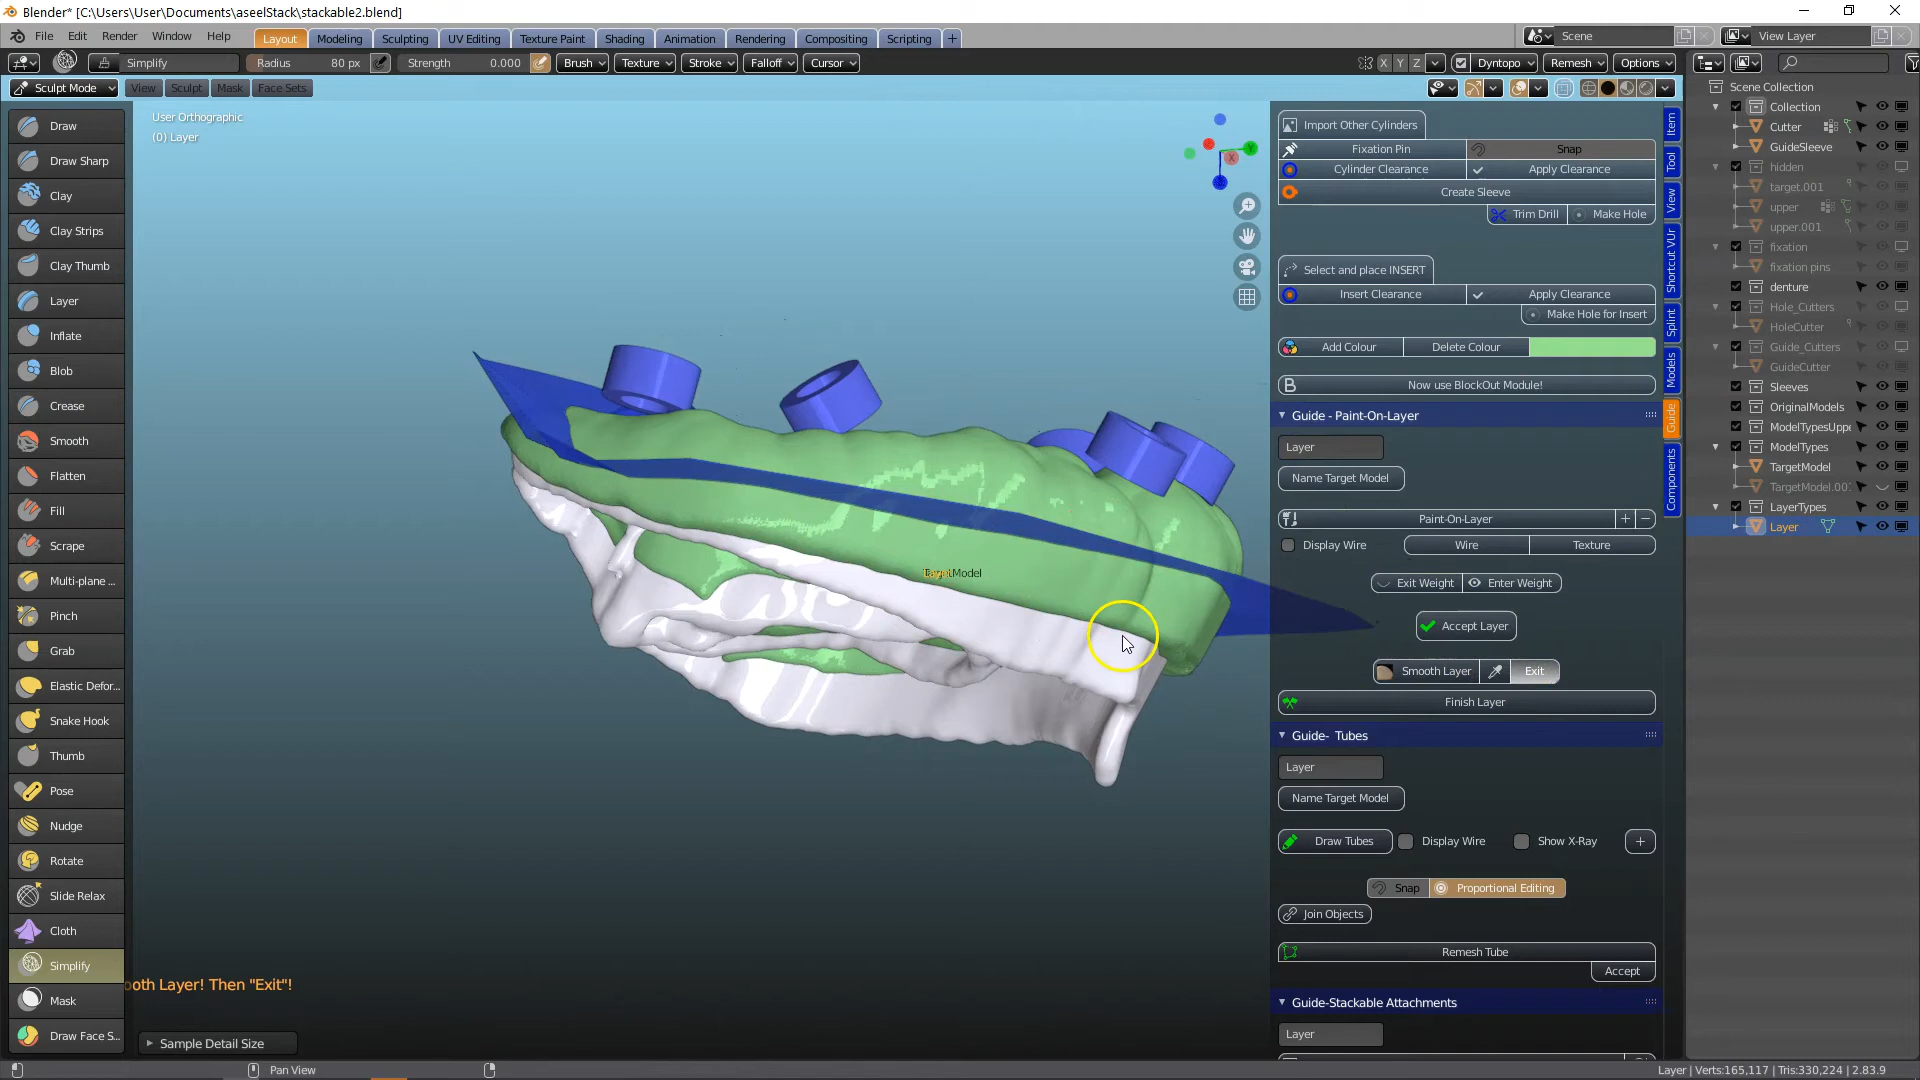 Blender* [C:\Users\User\Documents\aseelStack\stackable2.blend]
File Edit Render Window Help Layout Modeling Sculpting UV Editing Texture Paint Shading Animation Rendering Compositing Scripting + Scene View Layer
Simplify Radius 80 px Strength 0.000 Brush Texture Stroke Falloff Cursor X Y Z Dyntopo Remesh Options
Sculpt Mode View Sculpt Mask Face Sets
Draw
Draw Sharp
Clay
Clay Strips
Clay Thumb
Layer
Inflate
Blob
Crease
Smooth
Flatten
Fill
Scrape
Multi-plane ...
Pinch
Grab
Elastic Defor...
Snake Hook
Thumb
Pose
Nudge
Rotate
Slide Relax
Cloth
Simplify
Mask
Draw Face S...
User Orthographic
(0) Layer
Y
X
Z
TargetModel
ooth Layer! Then "Exit"!
Sample Detail Size
Import Other Cylinders
Fixation Pin Snap
Cylinder Clearance Apply Clearance
Create Sleeve
Trim Drill Make Hole
Select and place INSERT
Insert Clearance Apply Clearance
Make Hole for Insert
Add Colour Delete Colour
Now use BlockOut Module!
Guide - Paint-On-Layer
Layer
Name Target Model
Paint-On-Layer + −
Display Wire Wire Texture
Exit Weight Enter Weight
Accept Layer
Smooth Layer Exit
Finish Layer
Guide- Tubes
Layer
Name Target Model
Draw Tubes Display Wire Show X-Ray +
Snap Proportional Editing
Join Objects
Remesh Tube
Accept
Guide-Stackable Attachments
Layer
Item
Tool
View
Shortcut VUr
Splint
Models
Guide
Components
Scene Collection
Collection
Cutter
GuideSleeve
hidden
target.001
upper
upper.001
fixation
fixation pins
denture
Hole_Cutters
HoleCutter
Guide_Cutters
GuideCutter
Sleeves
OriginalModels
ModelTypesUppe
ModelTypes
TargetModel
TargetModel.00
LayerTypes
Layer
Pan View
Layer | Verts:165,117 | Tris:330,224 | 2.83.9